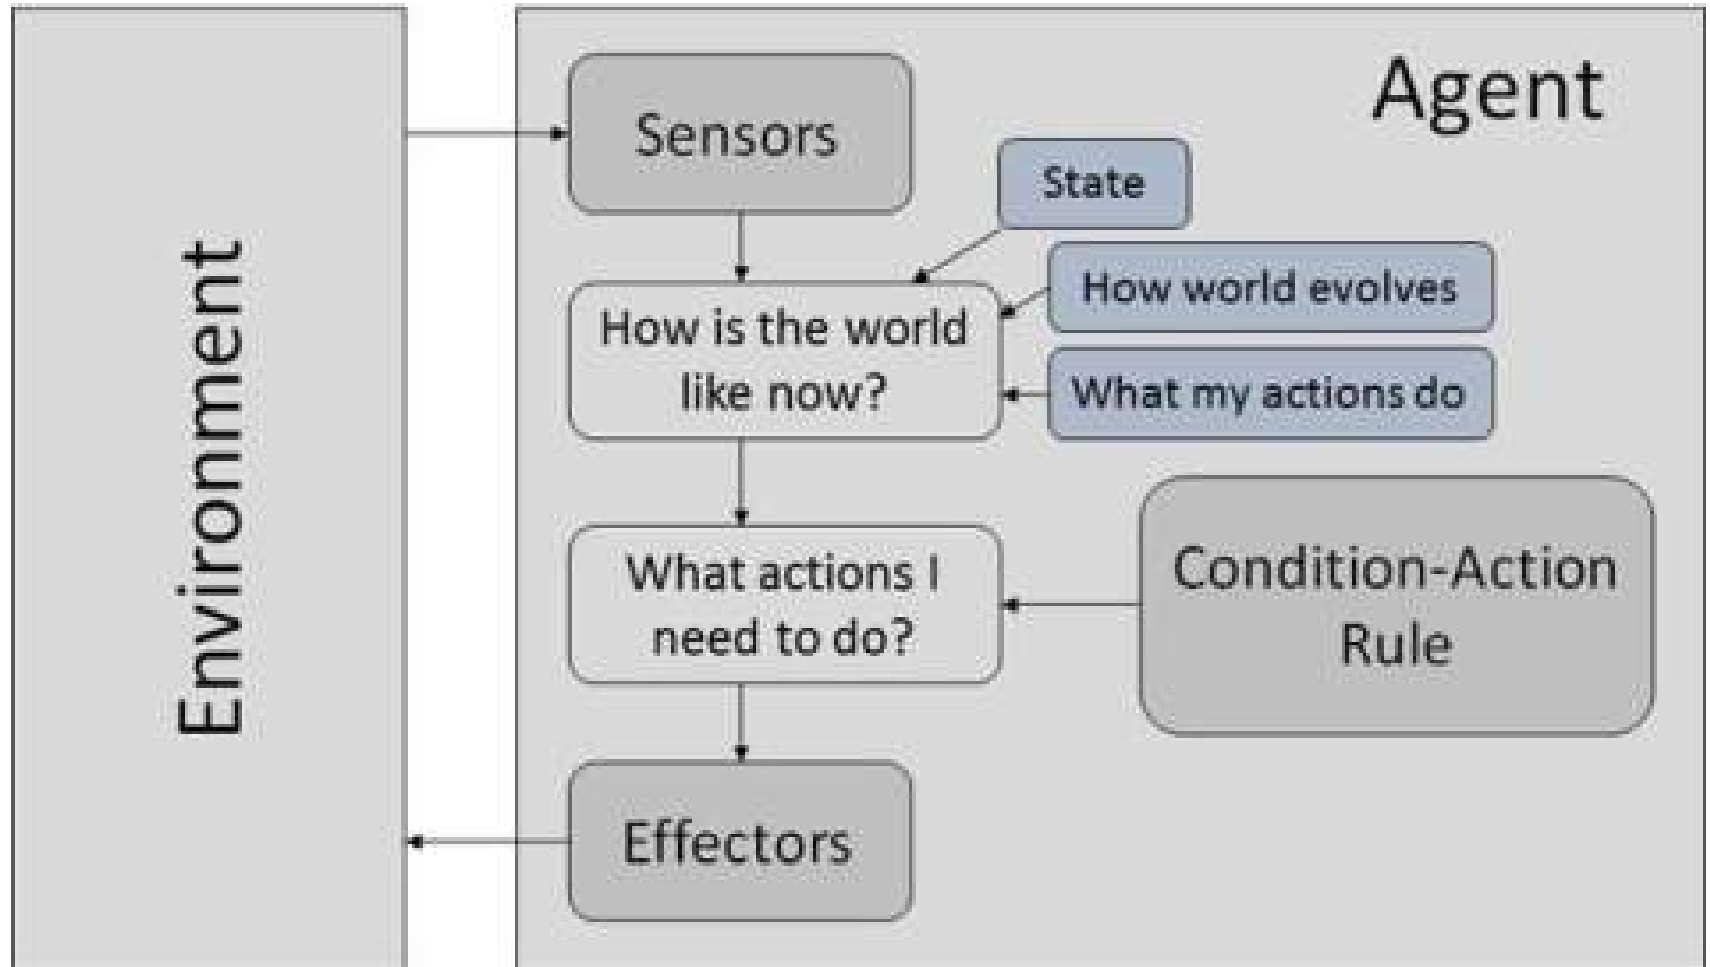 Environment
Agent
Sensors
State
How world evolves
How is the world
like now?
What my actions do
What actions I
need to do?
Condition-Action
Rule
Effectors